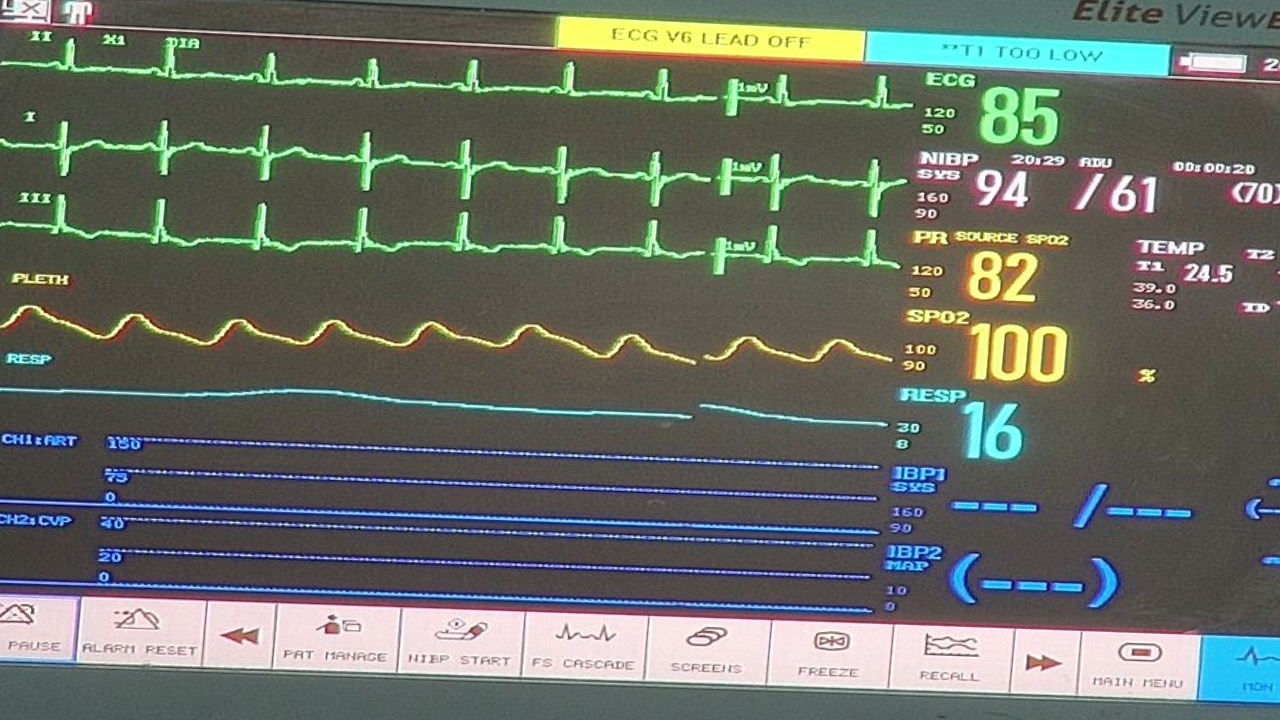 Elite View
ECG V6 LEAD OFF
**T1 TOO LOW
II X1 DIA
1mV
ECG
120
50
85
I
1mV
NIBP 20:29 ADU 00:00:20
SYS
160
90
94 /61 (70)
III
1mV
PR SOURCE SPO2
120
50
82
TEMP T2
T1 24.5
39.0
36.0 TD
PLETH
SPO2
100
90
100 %
RESP
RESP
30
8
16
CH1:ART 150
75
0
IBP1
SYS
160
90
--- /---
CH2:CVP 40
20
0
IBP2
MAP
10
0
(---)
PAUSE
ALARM RESET
PAT MANAGE
NIBP START
FS CASCADE
SCREENS
FREEZE
RECALL
MAIN MENU